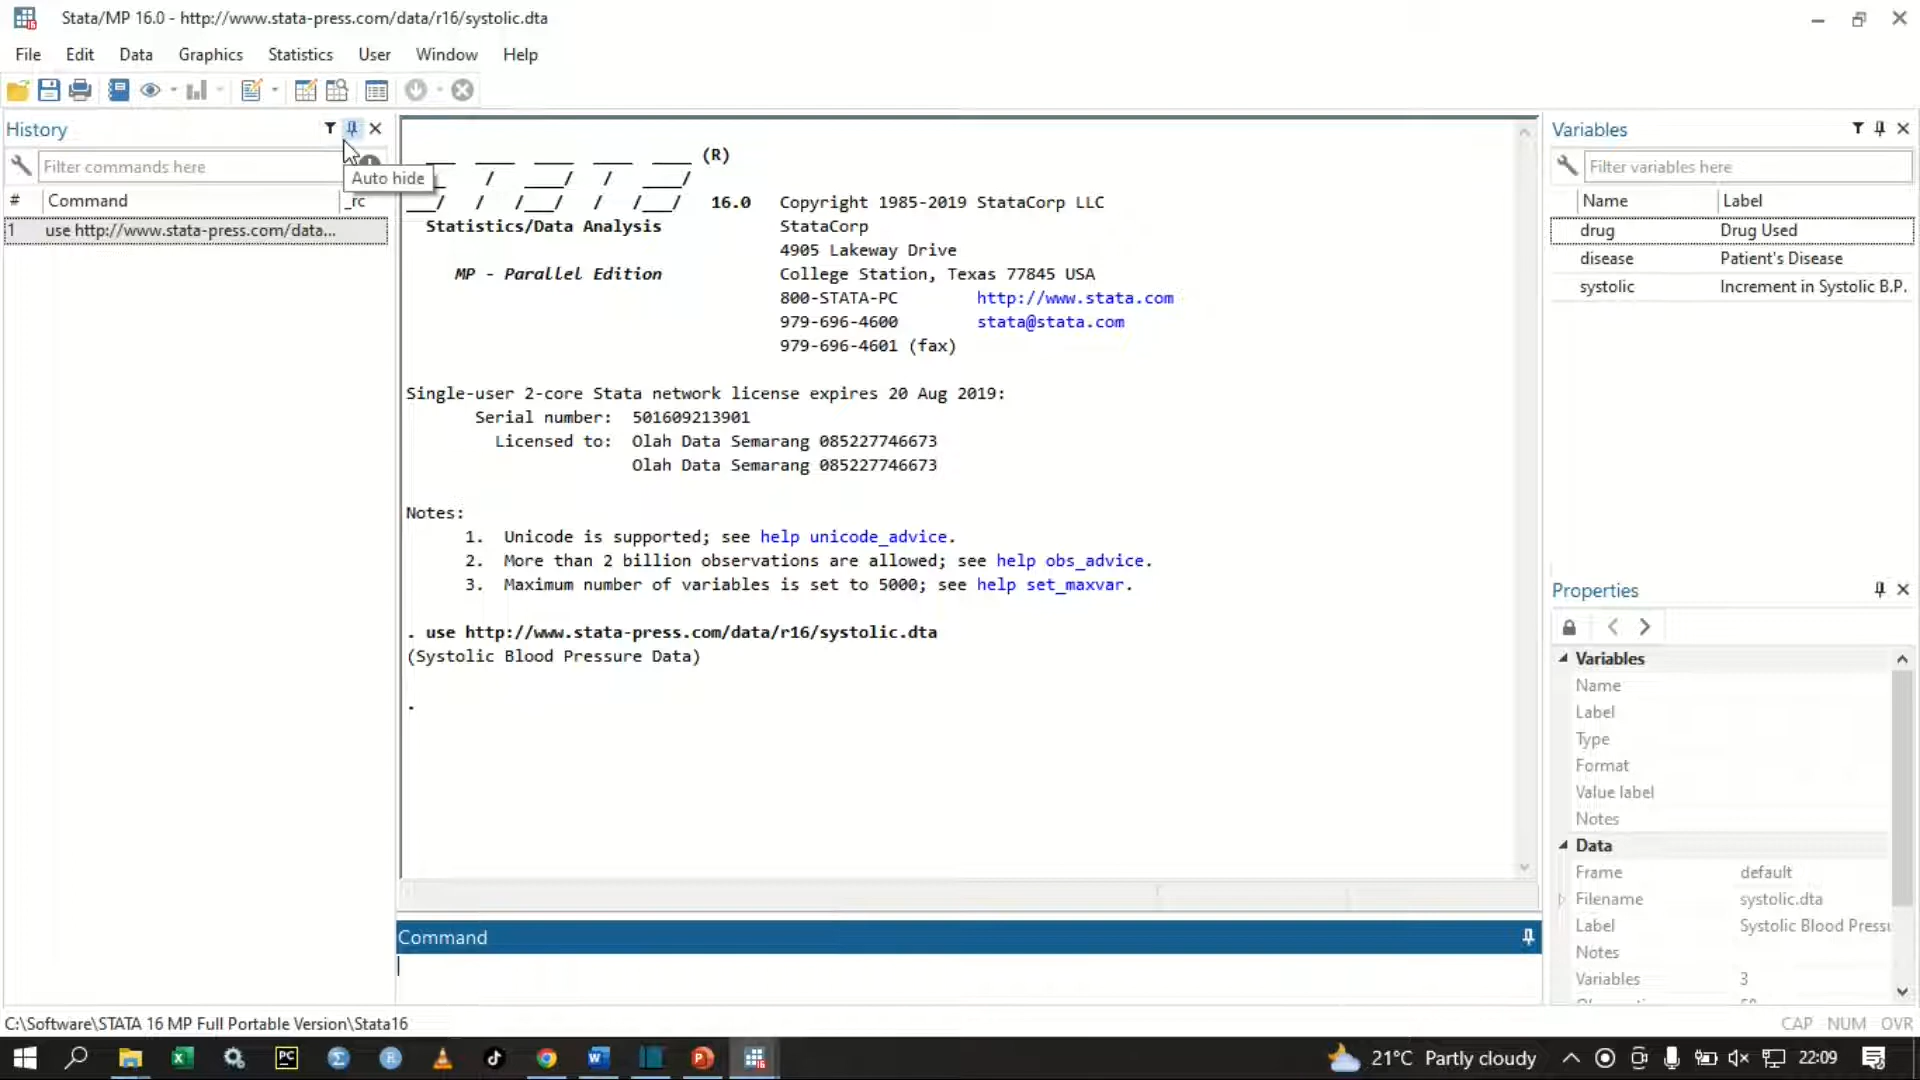 Stata/MP 16.0 - http://www.stata-press.com/data/r16/systolic.dta
File Edit Data Graphics Statistics User Window Help
History
Filter commands here
Auto hide
# Command _rc
1 use http://www.stata-press.com/data...
(R)
16.0 Copyright 1985-2019 StataCorp LLC
Statistics/Data Analysis StataCorp
4905 Lakeway Drive
MP - Parallel Edition College Station, Texas 77845 USA
800-STATA-PC http://www.stata.com
979-696-4600 stata@stata.com
979-696-4601 (fax)
Single-user 2-core Stata network license expires 20 Aug 2019:
Serial number: 501609213901
Licensed to: Olah Data Semarang 085227746673
Olah Data Semarang 085227746673
Notes:
1. Unicode is supported; see help unicode_advice.
2. More than 2 billion observations are allowed; see help obs_advice.
3. Maximum number of variables is set to 5000; see help set_maxvar.
. use http://www.stata-press.com/data/r16/systolic.dta
(Systolic Blood Pressure Data)
.
Command
Variables
Filter variables here
Name Label
drug Drug Used
disease Patient's Disease
systolic Increment in Systolic B.P.
Properties
Variables
Name
Label
Type
Format
Value label
Notes
Data
Frame default
Filename systolic.dta
Label Systolic Blood Pressu
Notes
Variables 3
C:\Software\STATA 16 MP Full Portable Version\Stata16
CAP NUM OVR
21°C Partly cloudy
22:09